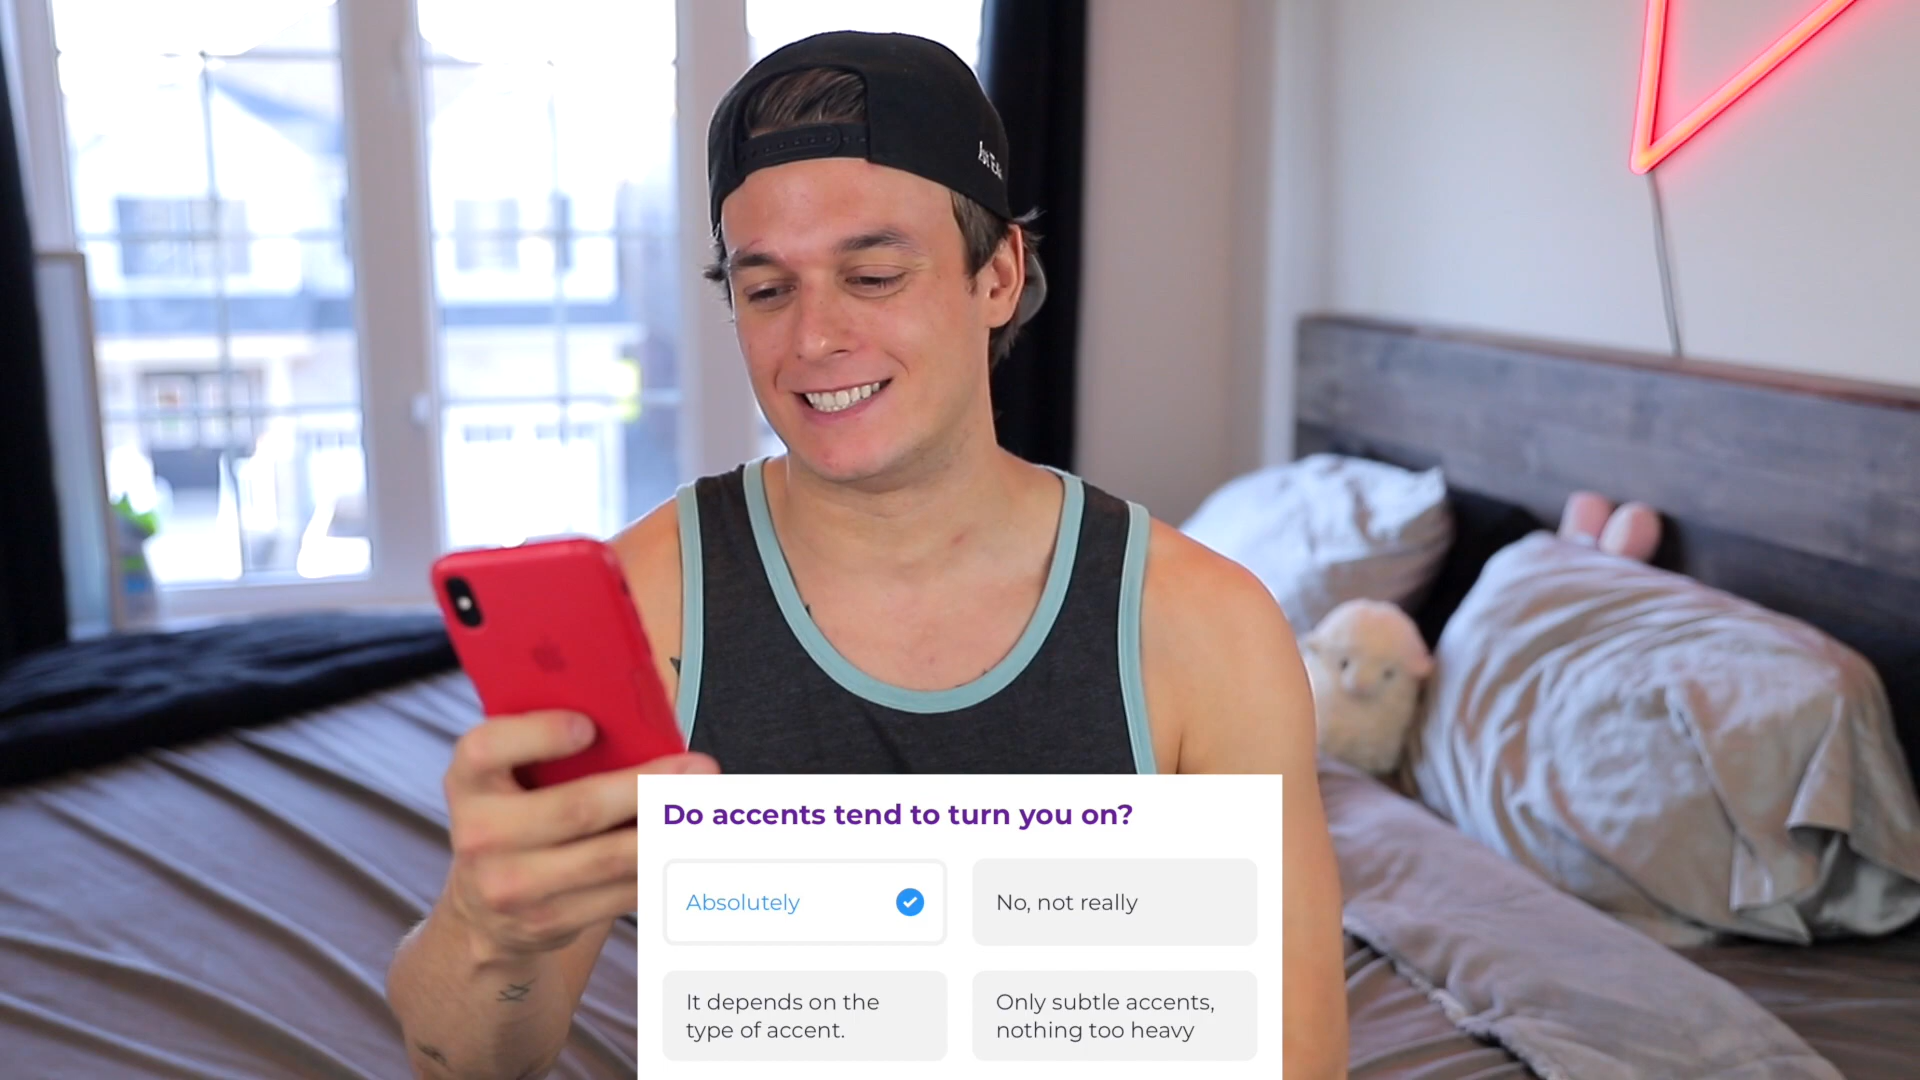 Do accents tend to turn you on?
Absolutely
No, not really
It depends on the
type of accent.
Only subtle accents,
nothing too heavy